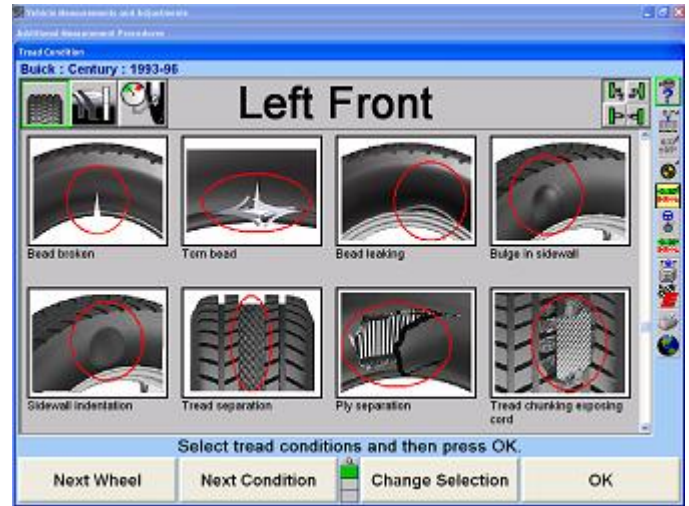 Vehicle Measurements and Adjustments
Additional Measurement Procedures
Tread Condition
Buick : Century : 1993-96
Left Front
Bead broken
Torn bead
Bead leaking
Bulge in sidewall
Sidewall indentation
Tread separation
Ply separation
Tread chunking exposing
cord
Select tread conditions and then press OK.
Next Wheel
Next Condition
Change Selection
OK